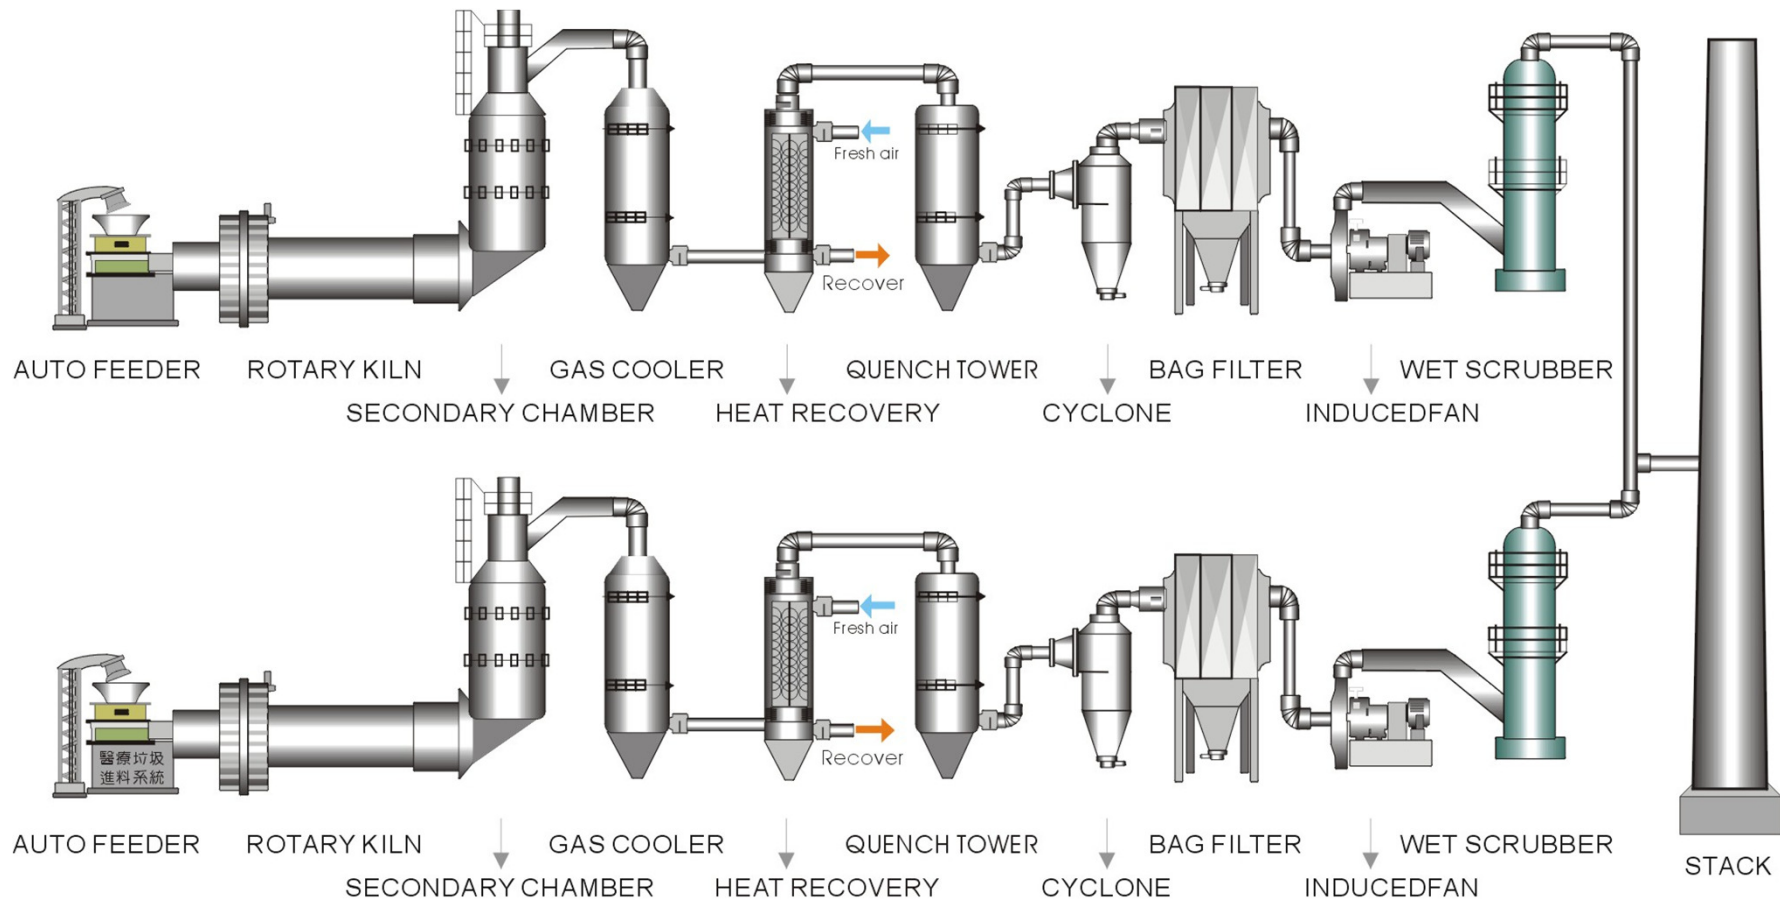 Fresh air
Recover
AUTO FEEDER ROTARY KILN GAS COOLER QUENCH TOWER BAG FILTER WET SCRUBBER
SECONDARY CHAMBER HEAT RECOVERY CYCLONE INDUCEDFAN
Fresh air
Recover
醫療垃圾
進料系統
AUTO FEEDER ROTARY KILN GAS COOLER QUENCH TOWER BAG FILTER WET SCRUBBER
STACK
SECONDARY CHAMBER HEAT RECOVERY CYCLONE INDUCEDFAN